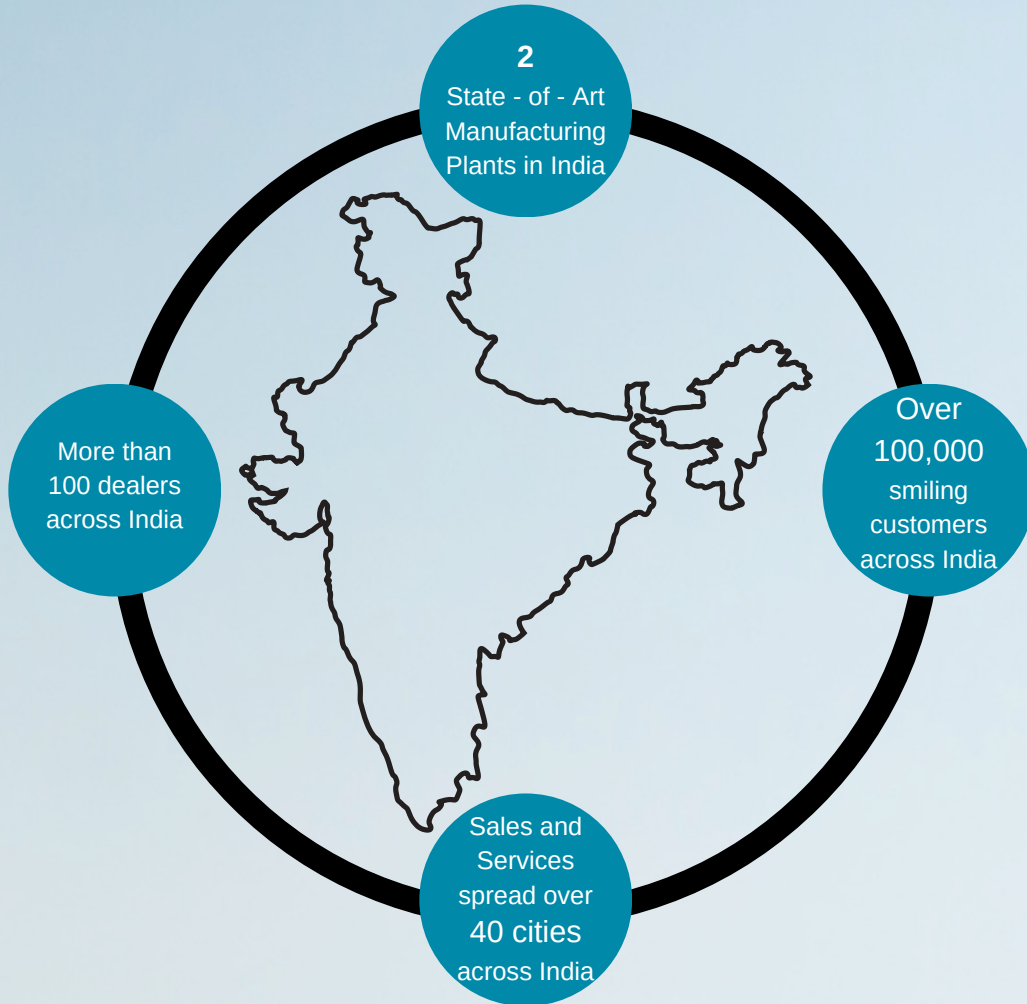 2
State - of - Art
Manufacturing
Plants in India
More than
100 dealers
across India
Over
100,000
smiling
customers
across India
Sales and
Services
spread over
40 cities
across India